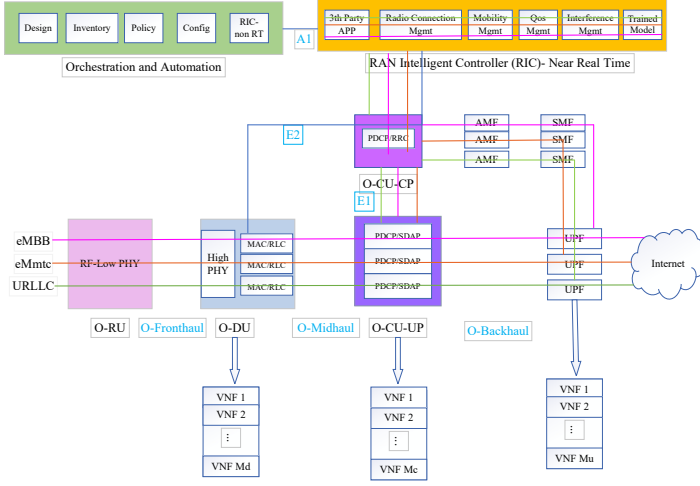 Design
Inventory
Policy
Config
RIC-
non RT
A1
3th Party
APP
Radio Connection
Mgmt
Mobility
Mgmt
Qos
Mgmt
Interference
Mgmt
Trained
Model
Orchestration and Automation
RAN Intelligent Controller (RIC)- Near Real Time
E2
PDCP/RRC
AMF
SMF
AMF
SMF
AMF
SMF
O-CU-CP
E1
eMBB
eMmtc
URLLC
RF-Low PHY
High
PHY
MAC/RLC
MAC/RLC
MAC/RLC
PDCP/SDAP
PDCP/SDAP
PDCP/SDAP
UPF
UPF
UPF
Internet
O-RU
O-Fronthaul
O-DU
O-Midhaul
O-CU-UP
O-Backhaul
VNF 1
VNF 2
⋮
VNF Md
VNF 1
VNF 2
⋮
VNF Mc
VNF 1
VNF 2
⋮
VNF Mu